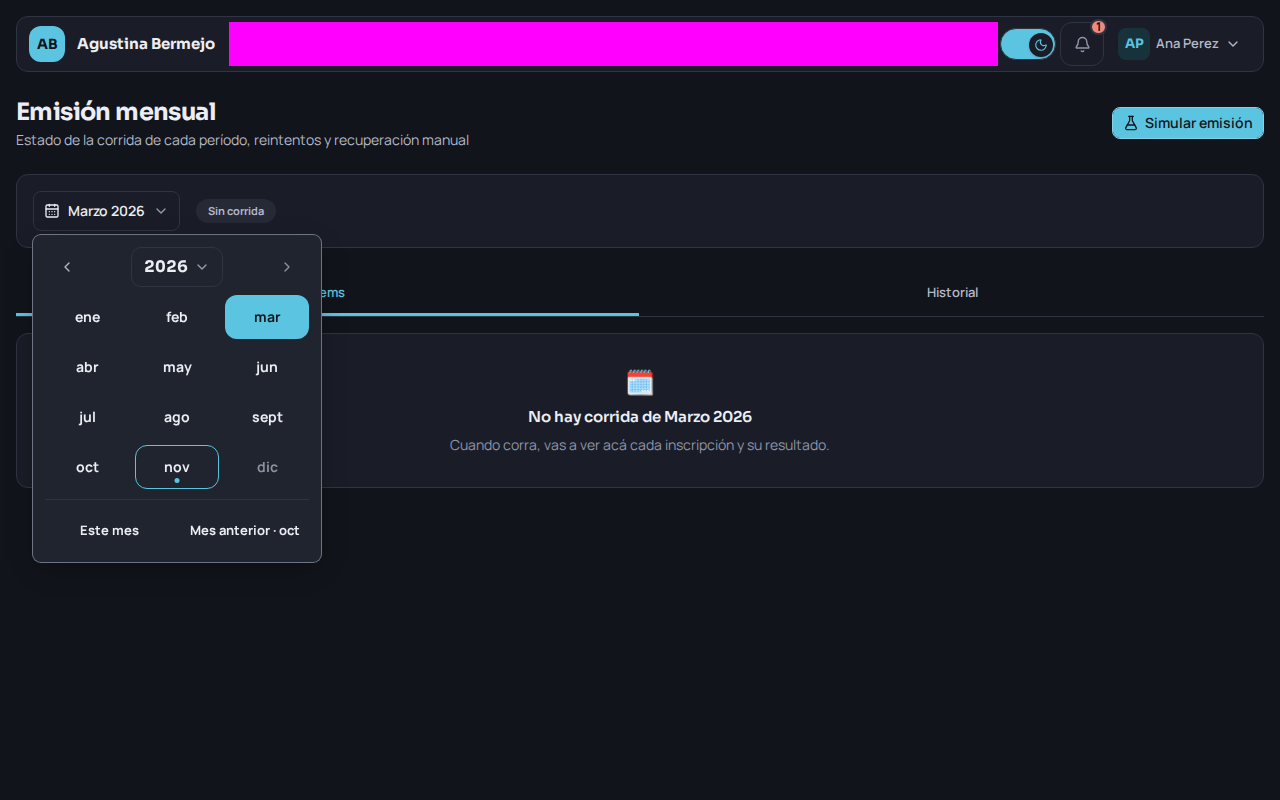 AB Agustina Bermejo
1
AP Ana Perez
Emisión mensual
Estado de la corrida de cada período, reintentos y recuperación manual
Simular emisión
Marzo 2026
Sin corrida
2026
ene feb mar
abr may jun
jul ago sept
oct nov dic
Este mes
Mes anterior · oct
ems
Historial
No hay corrida de Marzo 2026
Cuando corra, vas a ver acá cada inscripción y su resultado.